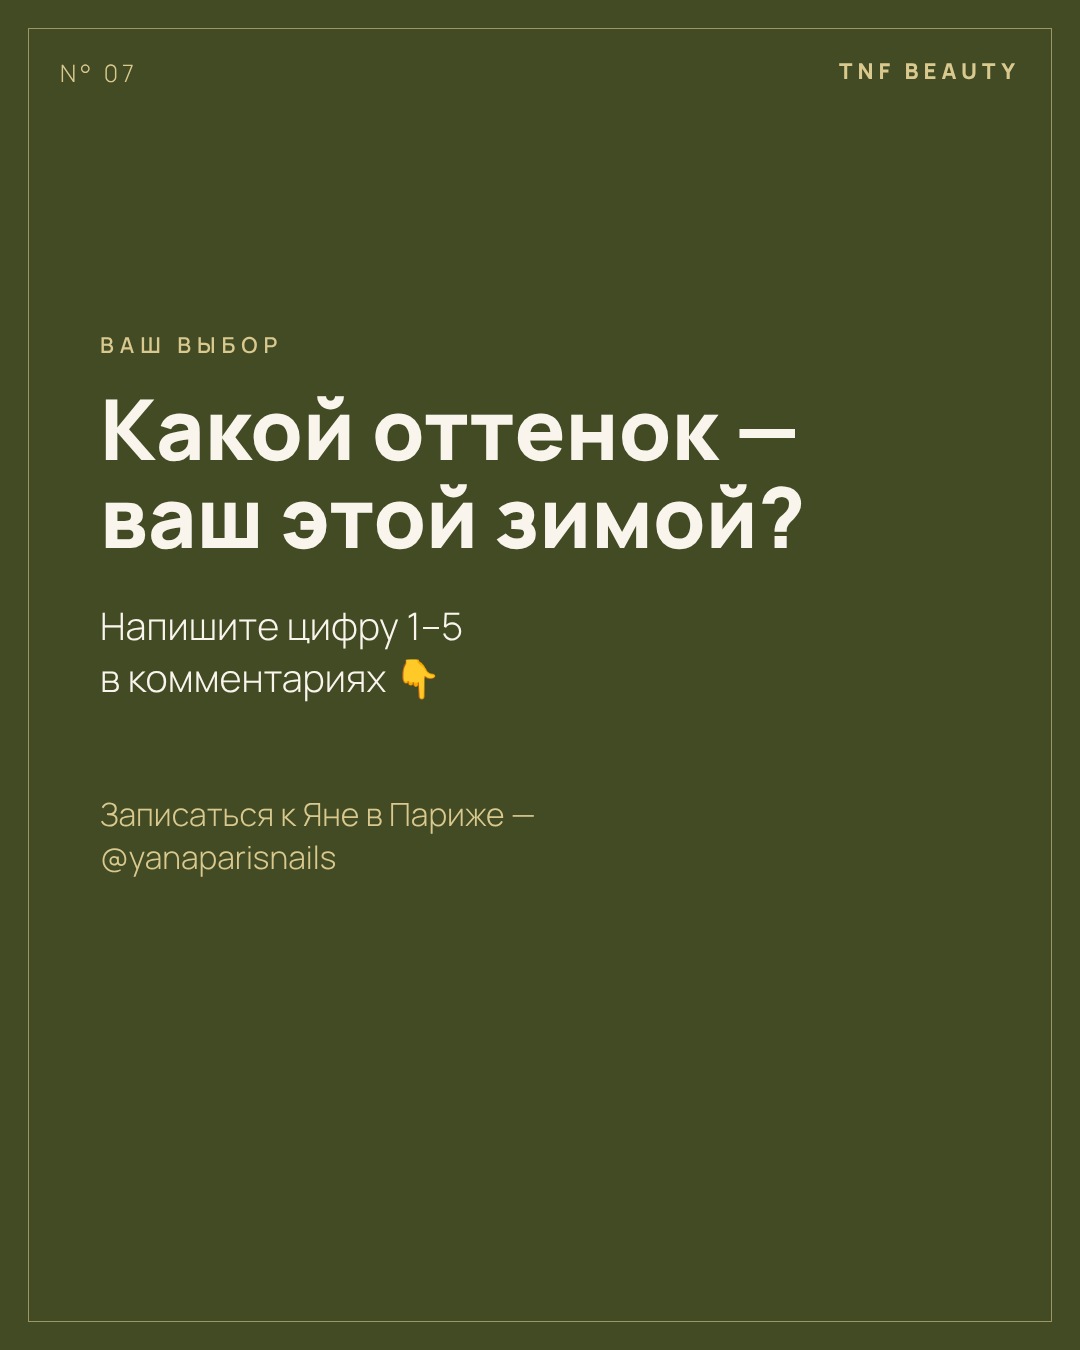 N° 07
TNF BEAUTY
ВАШ ВЫБОР
Какой оттенок —
ваш этой зимой?
Напишите цифру 1–5
в комментариях 👇
Записаться к Яне в Париже —
@yanaparisnails